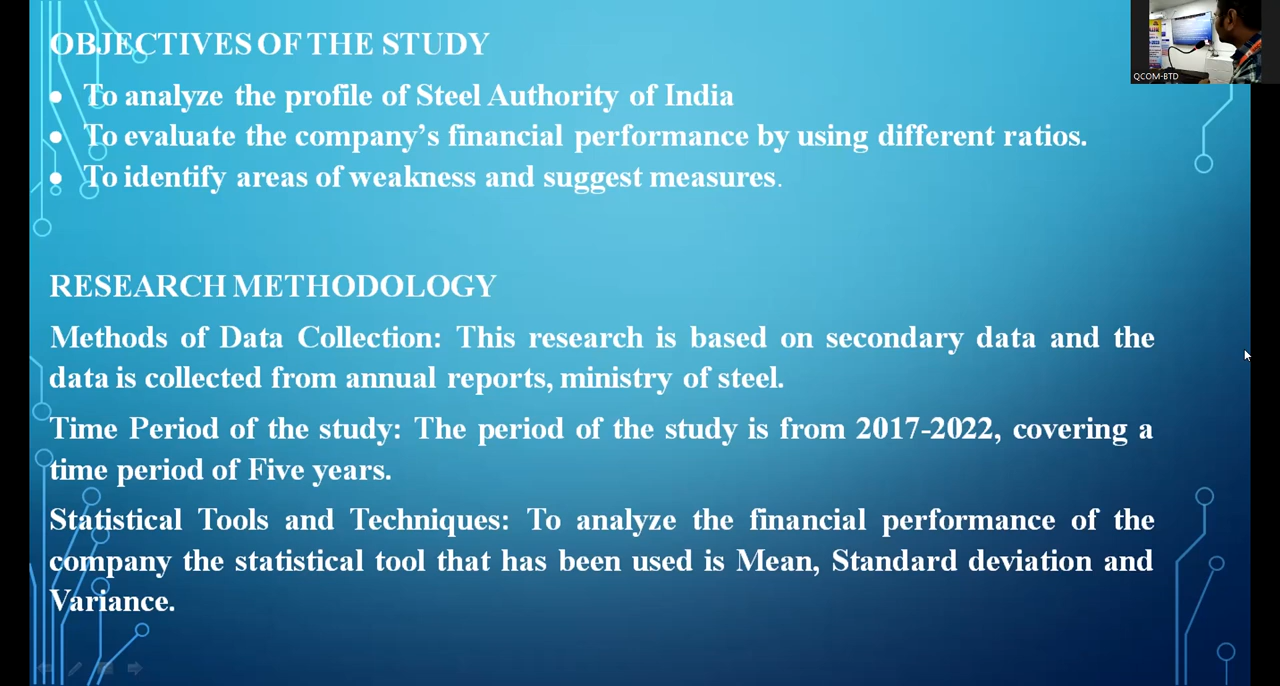 OBJECTIVES OF THE STUDY
• To analyze the profile of Steel Authority of India
• To evaluate the company’s financial performance by using different ratios.
• To identify areas of weakness and suggest measures.
RESEARCH METHODOLOGY
Methods of Data Collection: This research is based on secondary data and the
data is collected from annual reports, ministry of steel.
Time Period of the study: The period of the study is from 2017-2022, covering a
time period of Five years.
Statistical Tools and Techniques: To analyze the financial performance of the
company the statistical tool that has been used is Mean, Standard deviation and
Variance.
QCOM-BTD